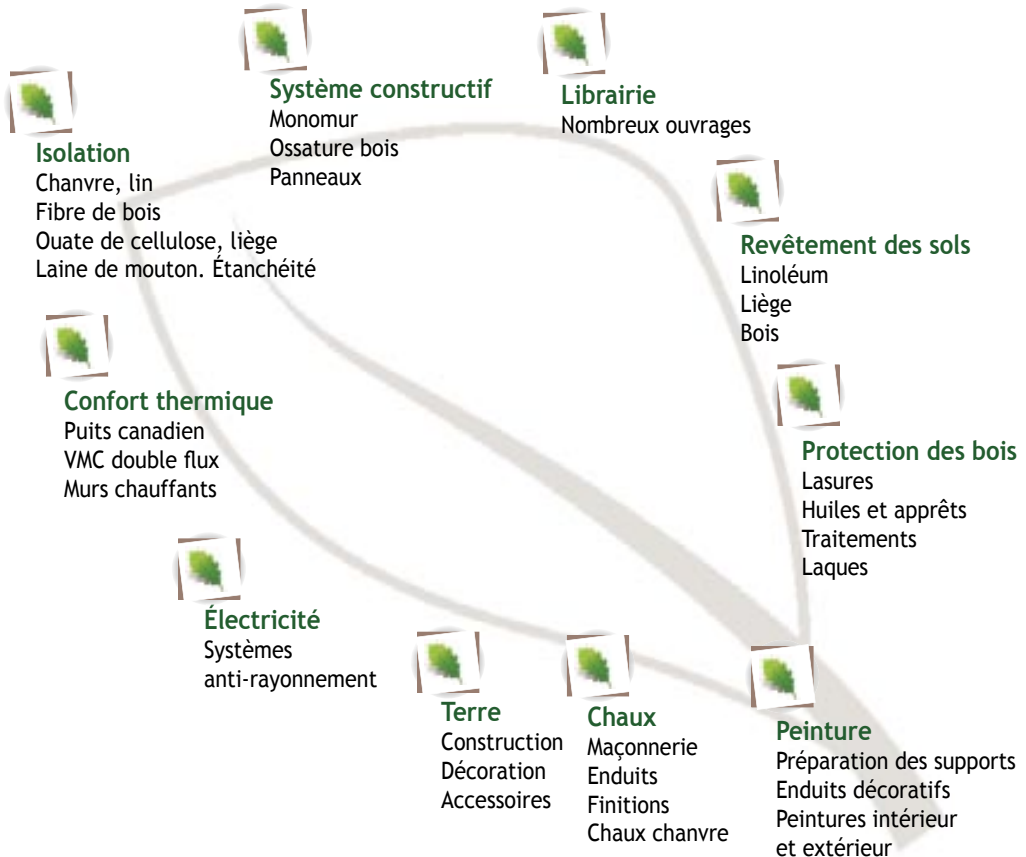 Système constructif
Monomur
Ossature bois
Panneaux
Librairie
Nombreux ouvrages
Isolation
Chanvre, lin
Fibre de bois
Ouate de cellulose, liège
Laine de mouton. Étanchéité
Revêtement des sols
Linoléum
Liège
Bois
Confort thermique
Puits canadien
VMC double flux
Murs chauffants
Protection des bois
Lasures
Huiles et apprêts
Traitements
Laques
Électricité
Systèmes
anti-rayonnement
Terre
Construction
Décoration
Accessoires
Chaux
Maçonnerie
Enduits
Finitions
Chaux chanvre
Peinture
Préparation des supports
Enduits décoratifs
Peintures intérieur
et extérieur